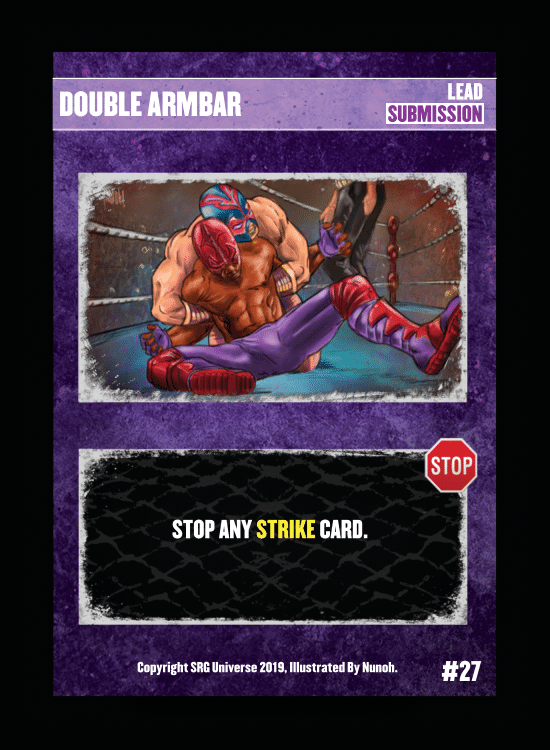 DOUBLE ARMBAR
LEAD
SUBMISSION
STOP
STOP ANY STRIKE CARD.
Copyright SRG Universe 2019, Illustrated By Nunoh.
#27